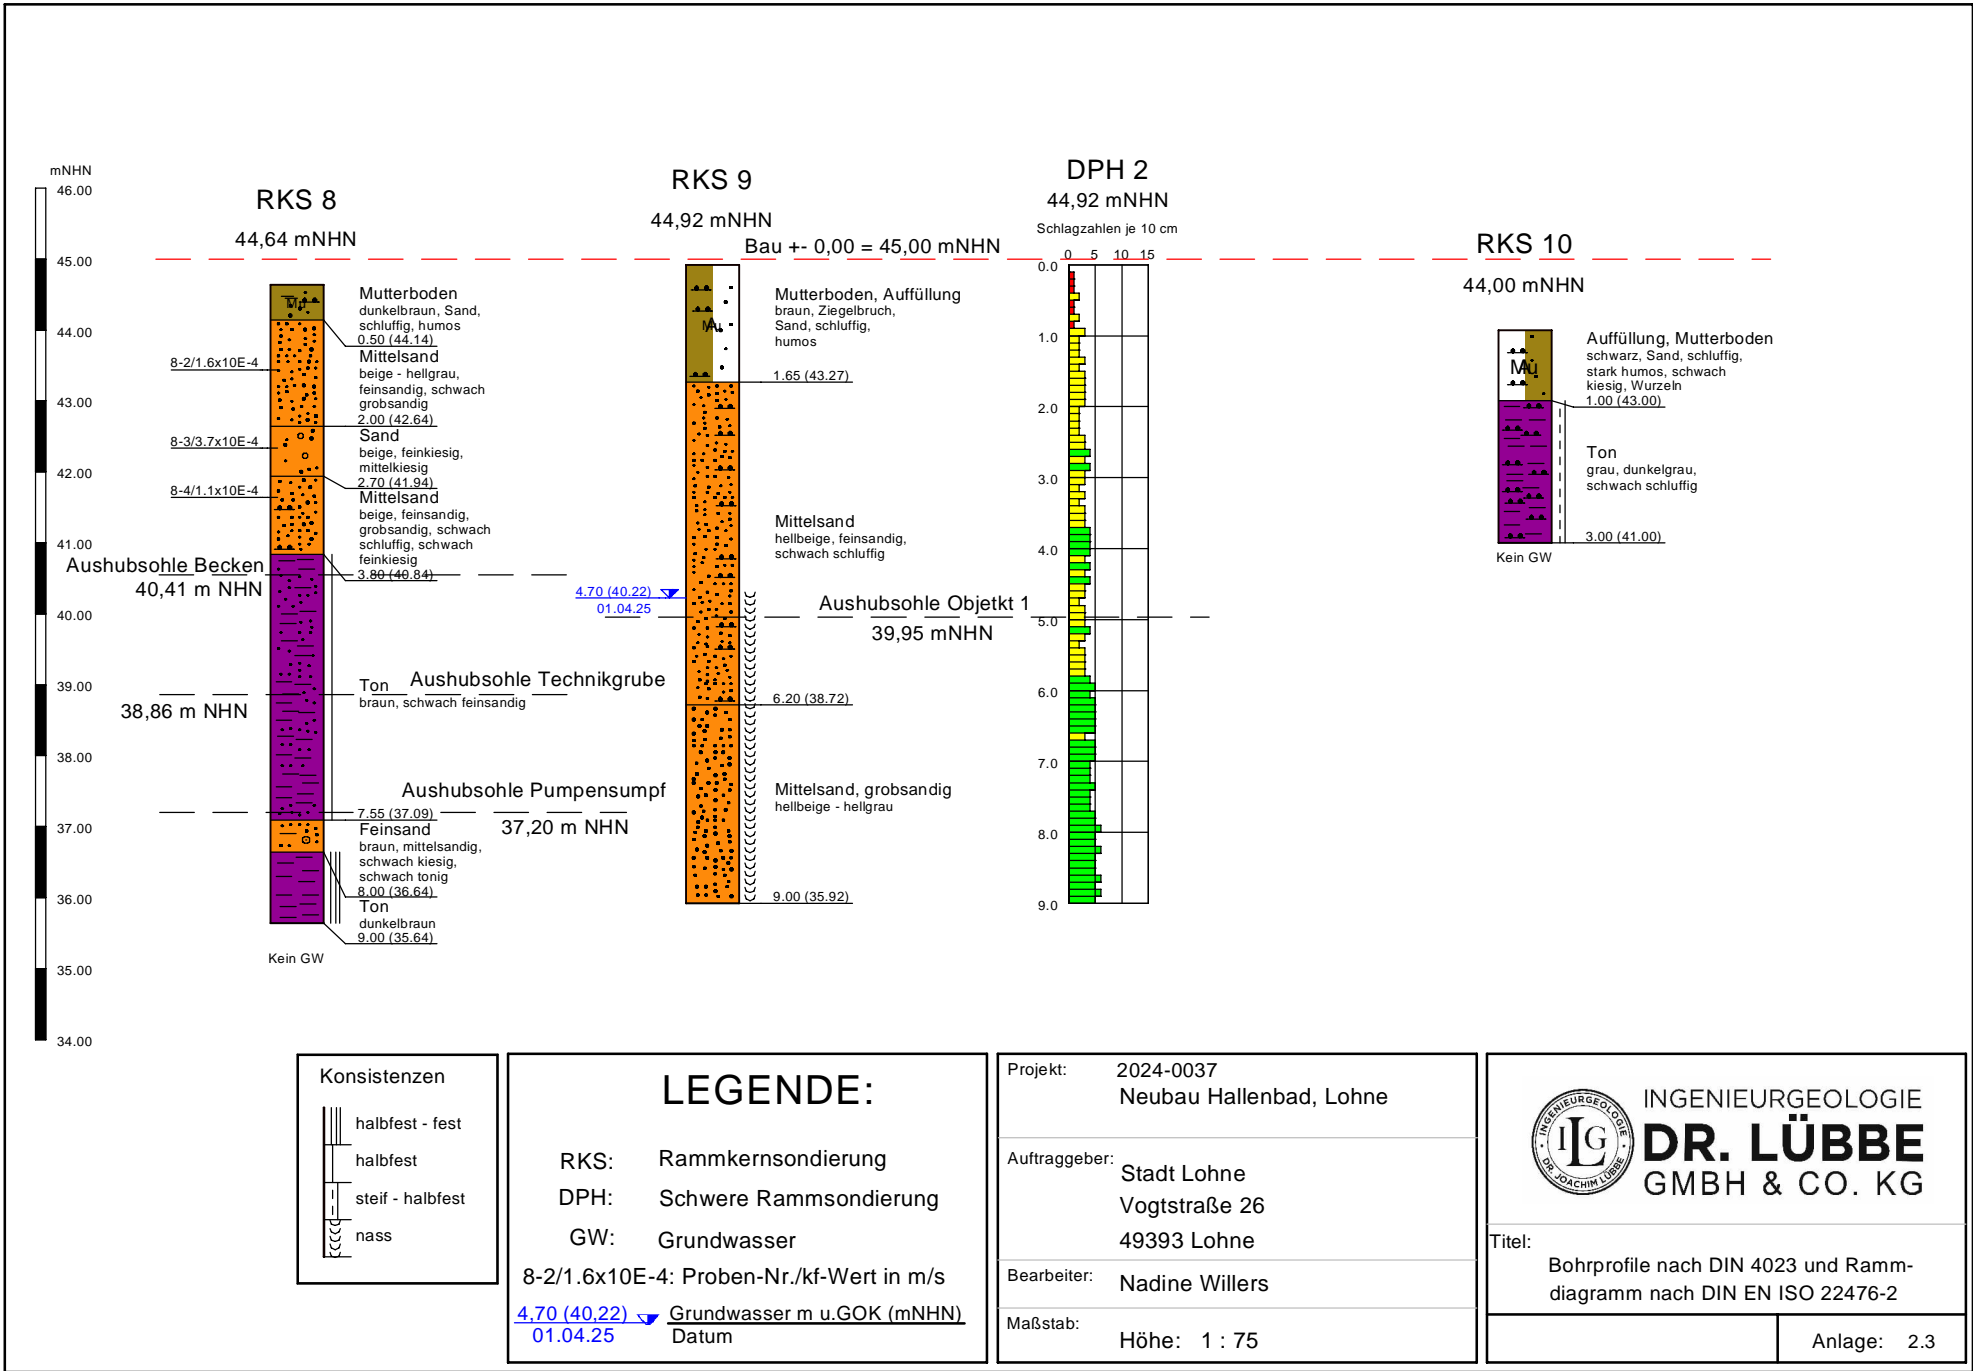 mNHN
46.00
45.00
44.00
43.00
42.00
41.00
40.00
39.00
38.00
37.00
36.00
35.00
34.00
RKS 8
44,64 mNHN
Mu
Mutterboden
dunkelbraun, Sand,
schluffig, humos
0.50 (44.14)
8-2/1.6x10E-4
Mittelsand
beige - hellgrau,
feinsandig, schwach
grobsandig
2.00 (42.64)
8-3/3.7x10E-4
Sand
beige, feinkiesig,
mittelkiesig
2.70 (41.94)
8-4/1.1x10E-4
Mittelsand
beige, feinsandig,
grobsandig, schwach
schluffig, schwach
feinkiesig
3.80 (40.84)
Aushubsohle Becken
40,41 m NHN
Ton
braun, schwach feinsandig
Aushubsohle Technikgrube
38,86 m NHN
Aushubsohle Pumpensumpf
37,20 m NHN
7.55 (37.09)
Feinsand
braun, mittelsandig,
schwach kiesig,
schwach tonig
8.00 (36.64)
Ton
dunkelbraun
9.00 (35.64)
Kein GW
RKS 9
44,92 mNHN
Bau +- 0,00 = 45,00 mNHN
Mu
A
Mutterboden, Auffüllung
braun, Ziegelbruch,
Sand, schluffig,
humos
1.65 (43.27)
Mittelsand
hellbeige, feinsandig,
schwach schluffig
4.70 (40.22)
01.04.25
Aushubsohle Objetkt 1
39,95 mNHN
6.20 (38.72)
Mittelsand, grobsandig
hellbeige - hellgrau
9.00 (35.92)
DPH 2
44,92 mNHN
Schlagzahlen je 10 cm
0 5 10 15
0.0
1.0
2.0
3.0
4.0
5.0
6.0
7.0
8.0
9.0
RKS 10
44,00 mNHN
Mu
Auffüllung, Mutterboden
schwarz, Sand, schluffig,
stark humos, schwach
kiesig, Wurzeln
1.00 (43.00)
Ton
grau, dunkelgrau,
schwach schluffig
3.00 (41.00)
Kein GW
Konsistenzen
halbfest - fest
halbfest
steif - halbfest
nass
LEGENDE:
RKS: Rammkernsondierung
DPH: Schwere Rammsondierung
GW: Grundwasser
8-2/1.6x10E-4: Proben-Nr./kf-Wert in m/s
4,70 (40,22) Grundwasser m u.GOK (mNHN)
01.04.25 Datum
Projekt: 2024-0037
Neubau Hallenbad, Lohne
Auftraggeber: Stadt Lohne
Vogtstraße 26
49393 Lohne
Bearbeiter: Nadine Willers
Maßstab:
Höhe: 1 : 75
INGENIEURGEOLOGIE
ILG
DR. JOACHIM LÜBBE
INGENIEURGEOLOGIE
DR. LÜBBE
GMBH & CO. KG
Titel:
Bohrprofile nach DIN 4023 und Ramm-
diagramm nach DIN EN ISO 22476-2
Anlage: 2.3